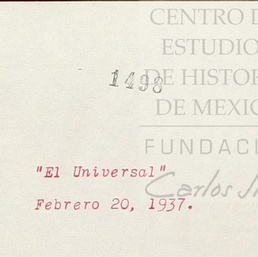 CENTRO D
ESTUDIO
DE HISTOR
DE MEXIC
1498
FUNDACI
Carlos
"El Universal"
Febrero 20, 1937.